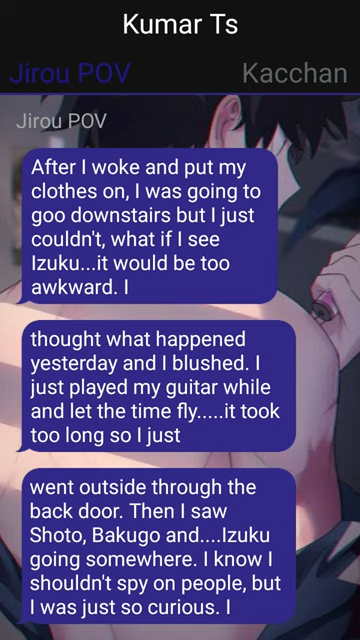 Kumar Ts
Jirou POV
Kacchan
Jirou POV
After I woke and put my
clothes on, I was going to
goo downstairs but I just
couldn't, what if I see
Izuku...it would be too
awkward. I
thought what happened
yesterday and I blushed. I
just played my guitar while
and let the time fly.....it took
too long so I just
went outside through the
back door. Then I saw
Shoto, Bakugo and....Izuku
going somewhere. I know I
shouldn't spy on people, but
I was just so curious. I